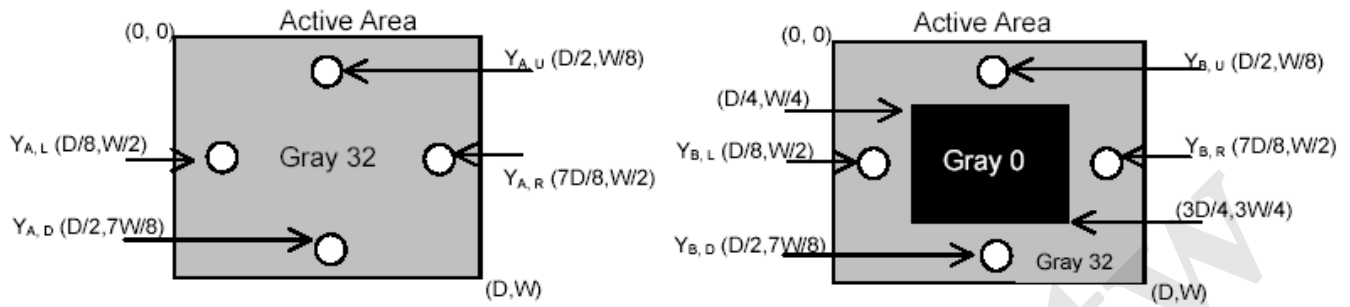 Active Area
(0, 0)
Y_A, U (D/2,W/8)
Y_A, L (D/8,W/2)
Gray 32
Y_A, R (7D/8,W/2)
Y_A, D (D/2,7W/8)
(D,W)
Active Area
(0, 0)
Y_B, U (D/2,W/8)
(D/4,W/4)
Y_B, L (D/8,W/2)
Gray 0
Y_B, R (7D/8,W/2)
(3D/4,3W/4)
Y_B, D (D/2,7W/8)
Gray 32
(D,W)